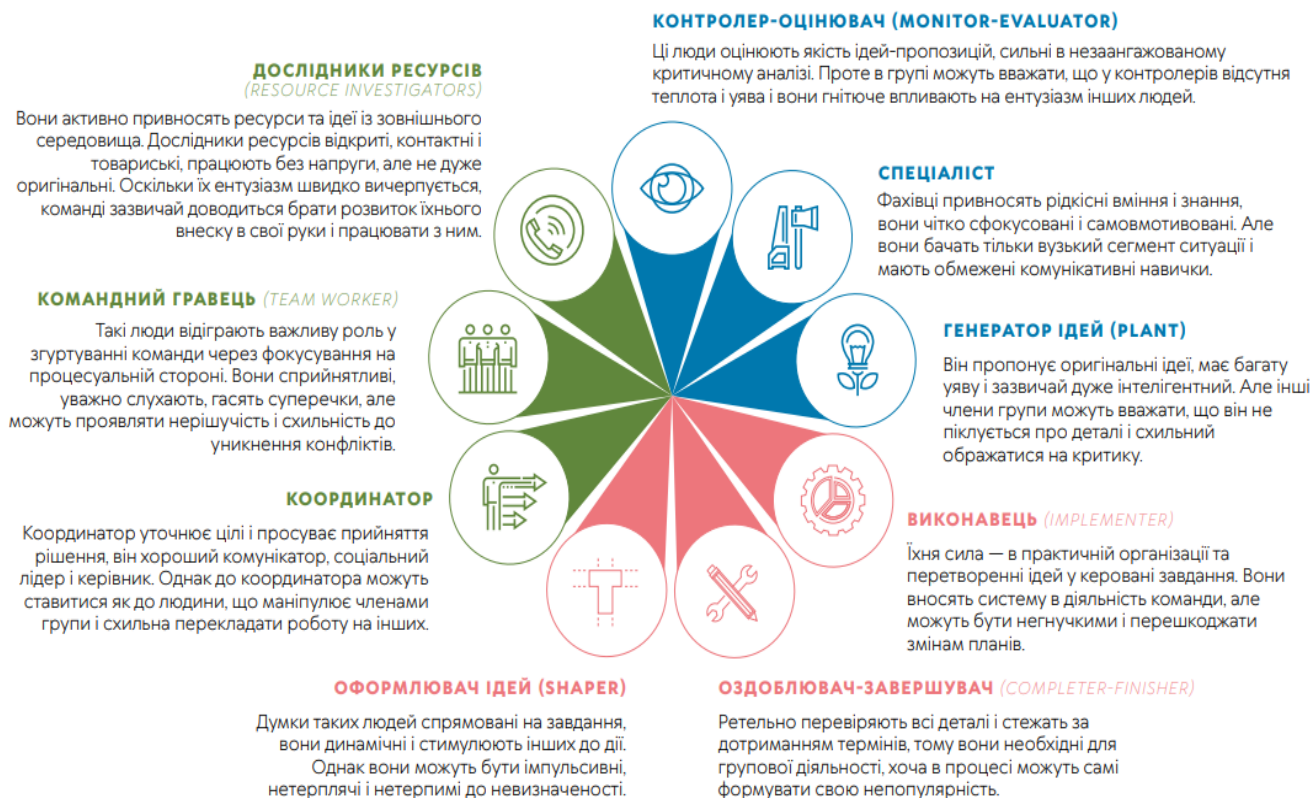 КОНТРОЛЕР-ОЦІНЮВАЧ (MONITOR-EVALUATOR)
Ці люди оцінюють якість ідей-пропозицій, сильні в незаангажованому
критичному аналізі. Проте в групі можуть вважати, що у контролерів відсутня
теплота і уява і вони гнітюче впливають на ентузіазм інших людей.
ДОСЛІДНИКИ РЕСУРСІВ
(RESOURCE INVESTIGATORS)
Вони активно привносять ресурси та ідеї із зовнішнього
середовища. Дослідники ресурсів відкриті, контактні і
товариські, працюють без напруги, але не дуже
оригінальні. Оскільки їх ентузіазм швидко вичерпується,
команді зазвичай доводиться брати розвиток їхнього
внеску в свої руки і працювати з ним.
СПЕЦІАЛІСТ
Фахівці привносять рідкісні вміння і знання,
вони чітко сфокусовані і самовмотивовані. Але
вони бачать тільки вузький сегмент ситуації і
мають обмежені комунікативні навички.
КОМАНДНИЙ ГРАВЕЦЬ (TEAM WORKER)
Такі люди відіграють важливу роль у
згуртуванні команди через фокусування на
процесуальній стороні. Вони сприйнятливі,
уважно слухають, гасять суперечки, але
можуть проявляти нерішучість і схильність до
уникнення конфліктів.
ГЕНЕРАТОР ІДЕЙ (PLANT)
Він пропонує оригінальні ідеї, має багату
уяву і зазвичай дуже інтелігентний. Але інші
члени групи можуть вважати, що він не
піклується про деталі і схильний
ображатися на критику.
КООРДИНАТОР
Координатор уточнює цілі і просуває прийняття
рішення, він хороший комунікатор, соціальний
лідер і керівник. Однак до координатора можуть
ставитися як до людини, що маніпулює членами
групи і схильна перекладати роботу на інших.
ВИКОНАВЕЦЬ (IMPLEMENTER)
Їхня сила — в практичній організації та
перетворенні ідей у керовані завдання. Вони
вносять систему в діяльність команди, але
можуть бути негнучкими і перешкоджати
змінам планів.
ОФОРМЛЮВАЧ ІДЕЙ (SHAPER)
Думки таких людей спрямовані на завдання,
вони динамічні і стимулюють інших до дії.
Однак вони можуть бути імпульсивні,
нетерплячі і нетерпимі до невизначеності.
ОЗДОБЛЮВАЧ-ЗАВЕРШУВАЧ (COMPLETER-FINISHER)
Ретельно перевіряють всі деталі і стежать за
дотриманням термінів, тому вони необхідні для
групової діяльності, хоча в процесі можуть самі
формувати свою непопулярність.